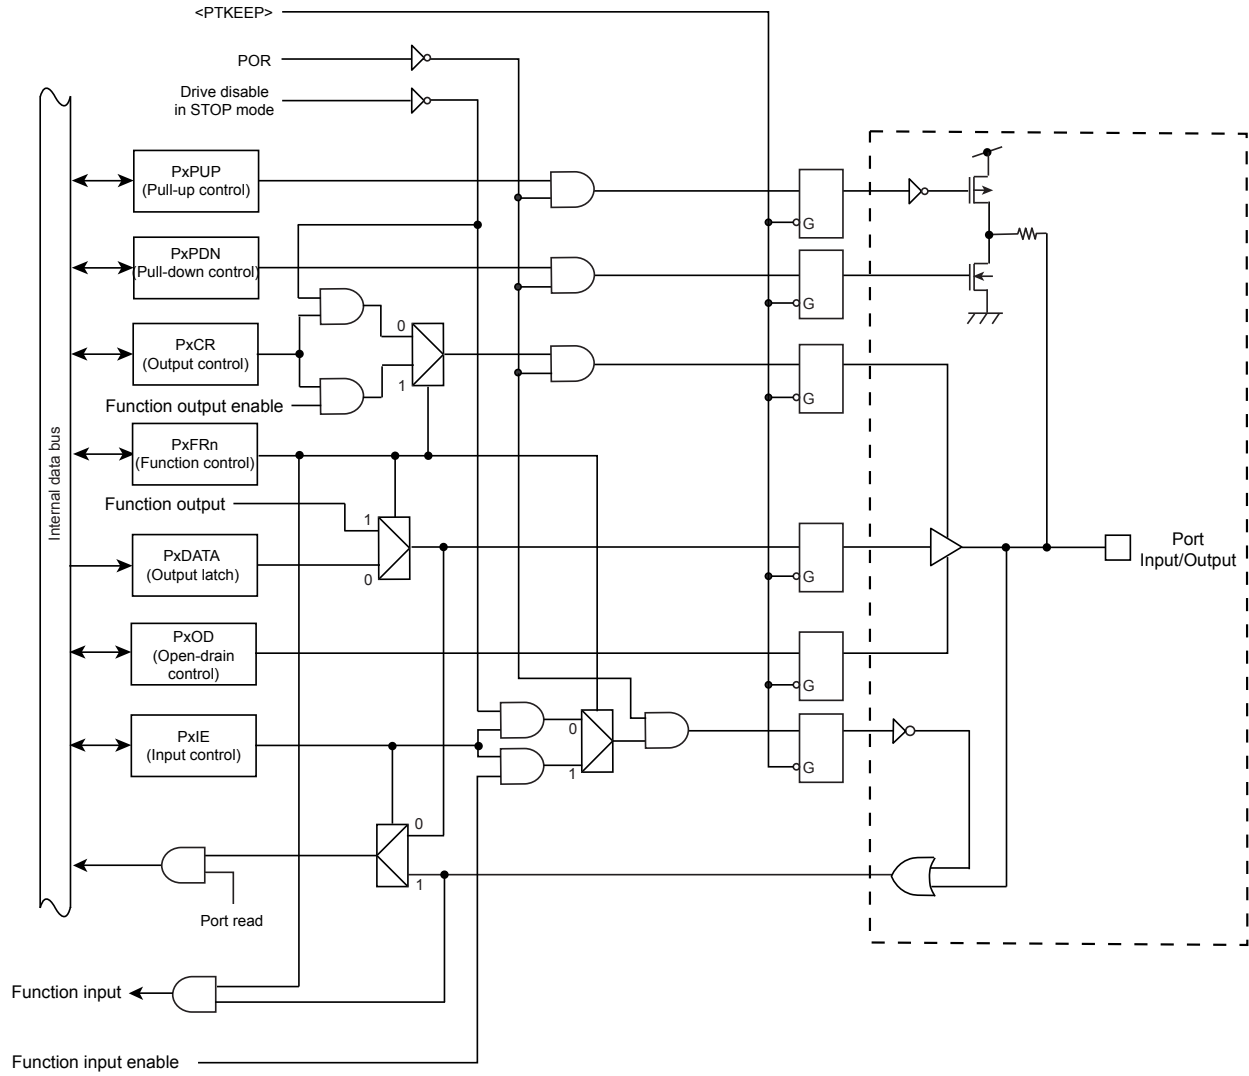 <PTKEEP>
POR
Drive disable
in STOP mode
PxPUP
(Pull-up control)
G
PxPDN
(Pull-down control)
G
PxCR
(Output control)
0
1
G
Function output enable
PxFRn
(Function control)
Internal data bus
Function output
1
0
PxDATA
(Output latch)
G
Port
Input/Output
PxOD
(Open-drain
control)
G
PxIE
(Input control)
0
1
G
0
1
Port read
Function input
Function input enable